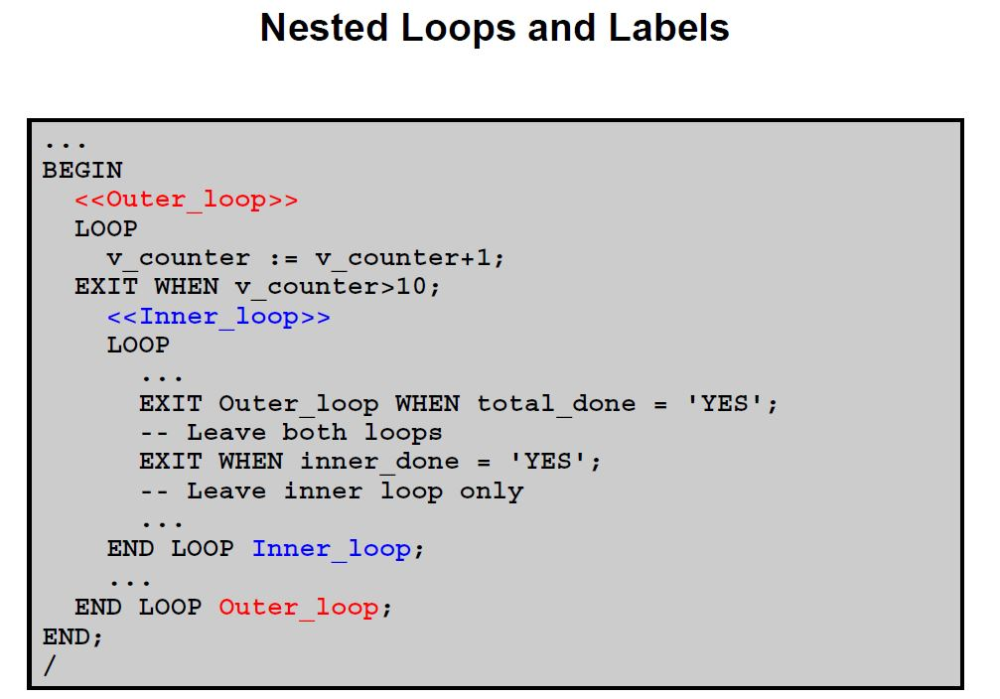 Nested Loops and Labels
...
BEGIN
<<Outer_loop>>
LOOP
v_counter := v_counter+1;
EXIT WHEN v_counter>10;
<<Inner_loop>>
LOOP
...
EXIT Outer_loop WHEN total_done = 'YES';
-- Leave both loops
EXIT WHEN inner_done = 'YES';
-- Leave inner loop only
...
END LOOP Inner_loop;
...
END LOOP Outer_loop;
END;
/